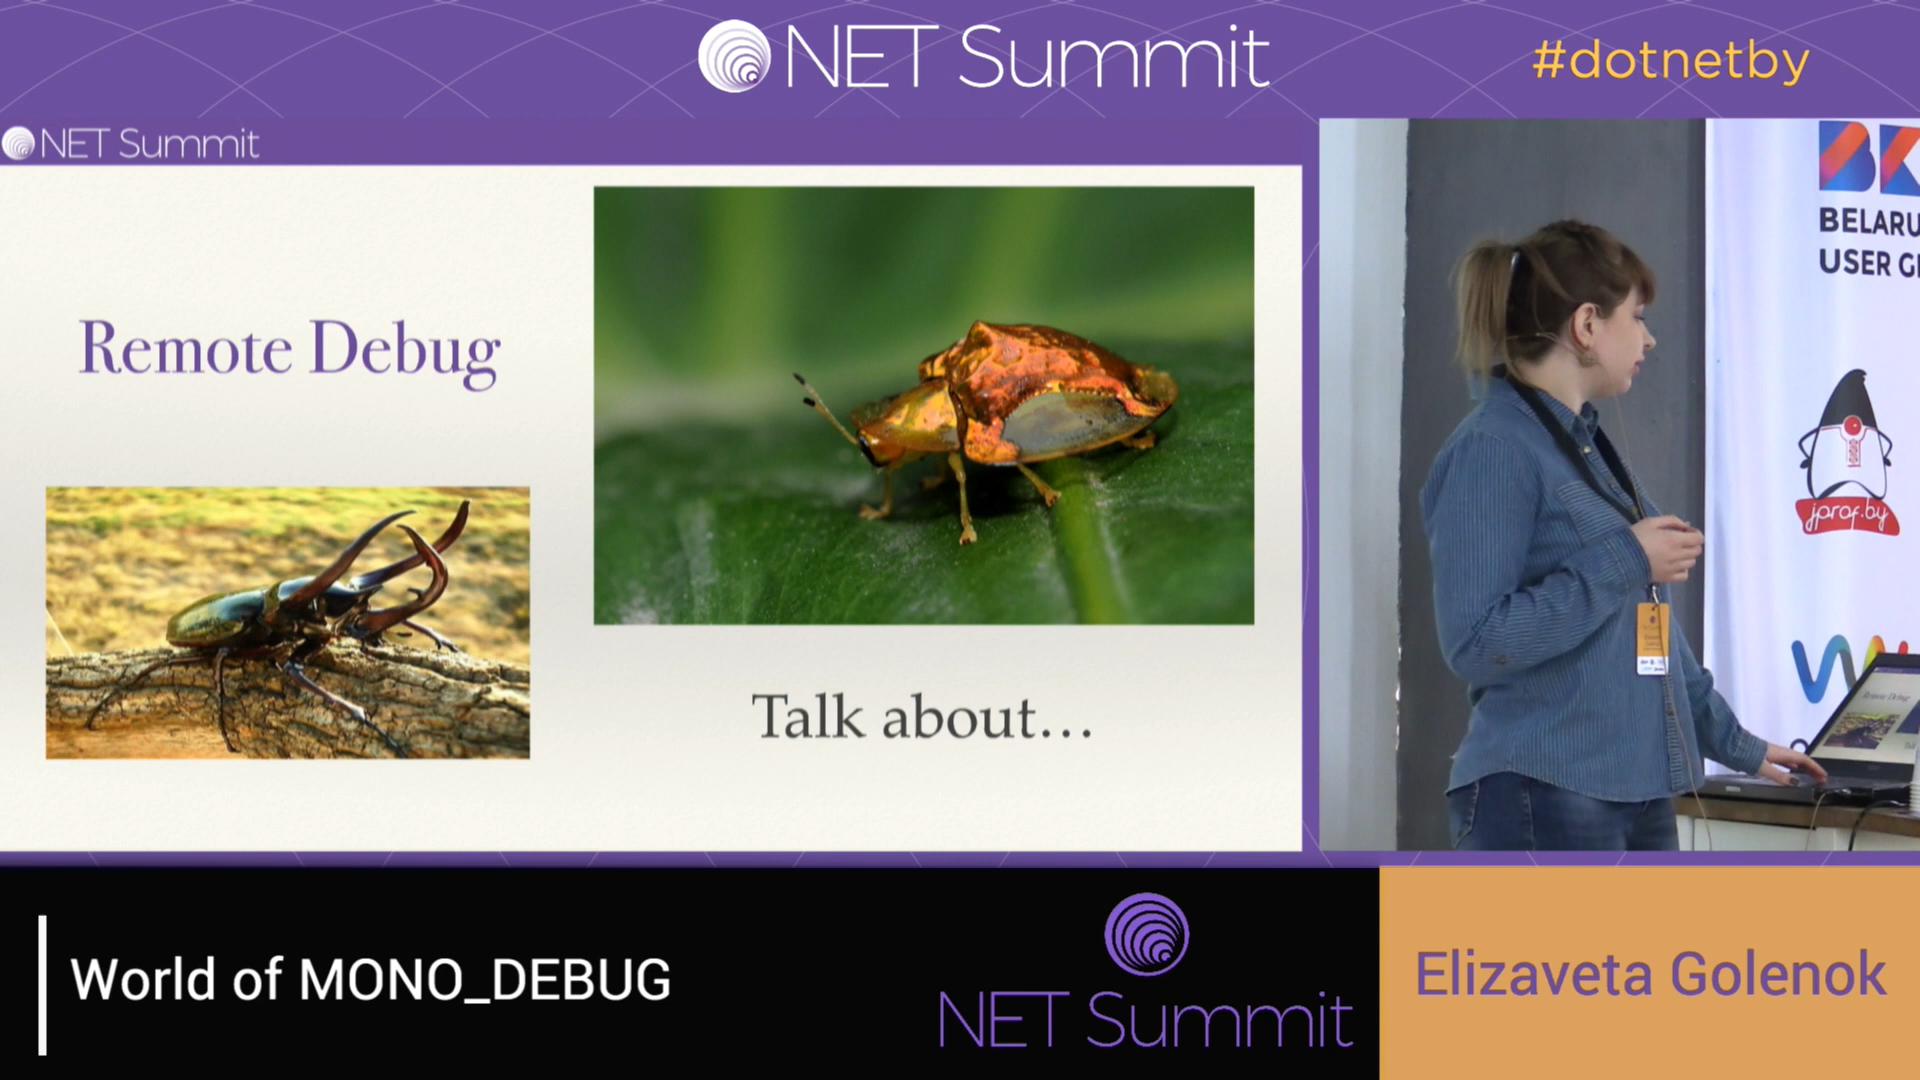 NET Summit
#dotnetby
NET Summit
Remote Debug
Talk about...
BELARU
USER G
jprof.by
World of MONO_DEBUG
NET Summit
Elizaveta Golenok